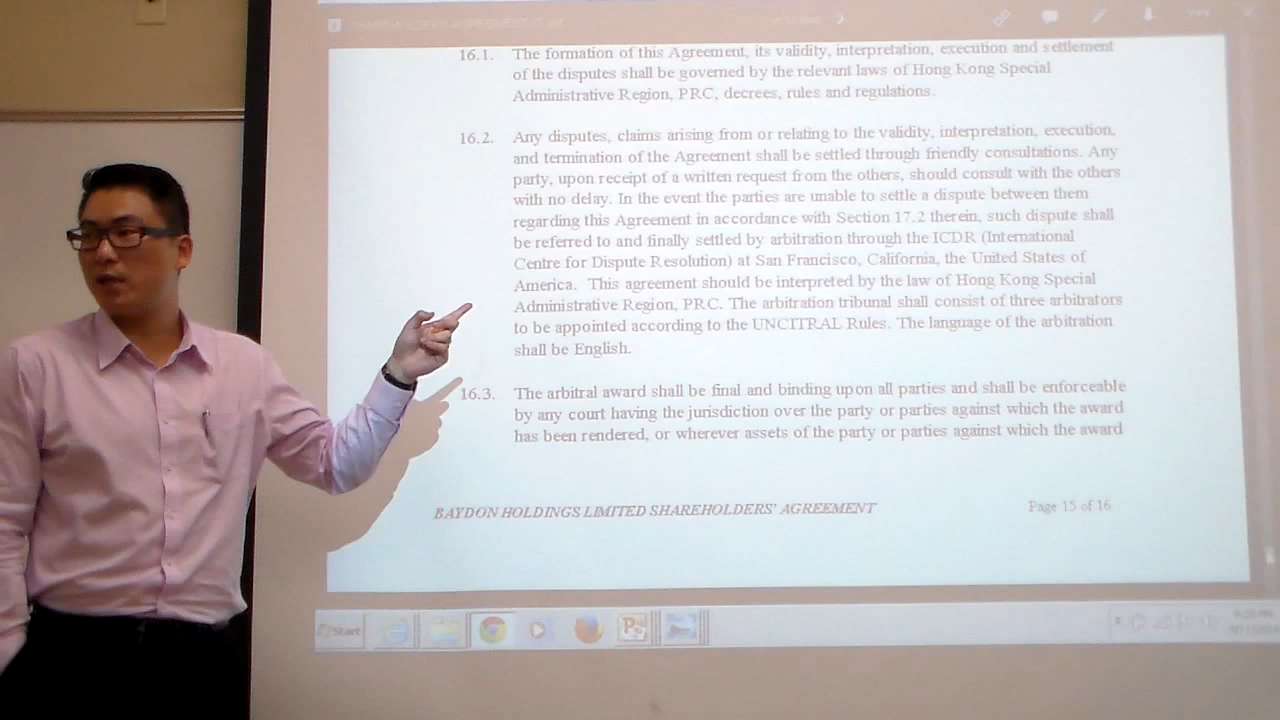 16.1. The formation of this Agreement, its validity, interpretation, execution and settlement
of the disputes shall be governed by the relevant laws of Hong Kong Special
Administrative Region, PRC, decrees, rules and regulations.
16.2. Any disputes, claims arising from or relating to the validity, interpretation, execution,
and termination of the Agreement shall be settled through friendly consultations. Any
party, upon receipt of a written request from the others, should consult with the others
with no delay. In the event the parties are unable to settle a dispute between them
regarding this Agreement in accordance with Section 17.2 therein, such dispute shall
be referred to and finally settled by arbitration through the ICDR (International
Centre for Dispute Resolution) at San Francisco, California, the United States of
America. This agreement should be interpreted by the law of Hong Kong Special
Administrative Region, PRC. The arbitration tribunal shall consist of three arbitrators
to be appointed according to the UNCITRAL Rules. The language of the arbitration
shall be English.
16.3. The arbitral award shall be final and binding upon all parties and shall be enforceable
by any court having the jurisdiction over the party or parties against which the award
has been rendered, or wherever assets of the party or parties against which the award
BAYDON HOLDINGS LIMITED SHAREHOLDERS' AGREEMENT Page 15 of 16
Start